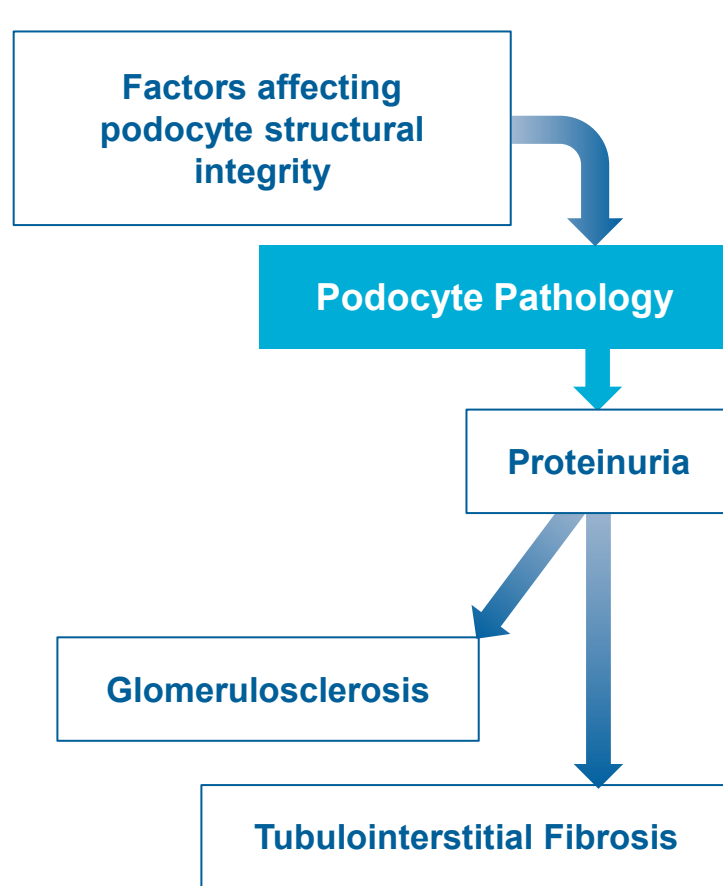 Factors affecting
podocyte structural
integrity
Podocyte Pathology
Proteinuria
Glomerulosclerosis
Tubulointerstitial Fibrosis